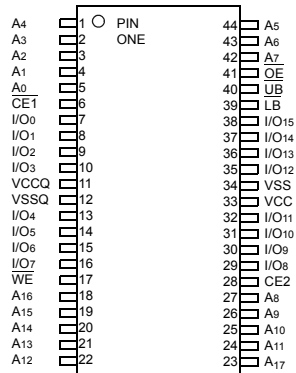 A4 1 PIN 44 A5
A3 2 ONE 43 A6
A2 3 42 A7
A1 4 41 OE
A0 5 40 UB
CE1 6 39 LB
I/O0 7 38 I/O15
I/O1 8 37 I/O14
I/O2 9 36 I/O13
I/O3 10 35 I/O12
VCCQ 11 34 VSS
VSSQ 12 33 VCC
I/O4 13 32 I/O11
I/O5 14 31 I/O10
I/O6 15 30 I/O9
I/O7 16 29 I/O8
WE 17 28 CE2
A16 18 27 A8
A15 19 26 A9
A14 20 25 A10
A13 21 24 A11
A12 22 23 A17